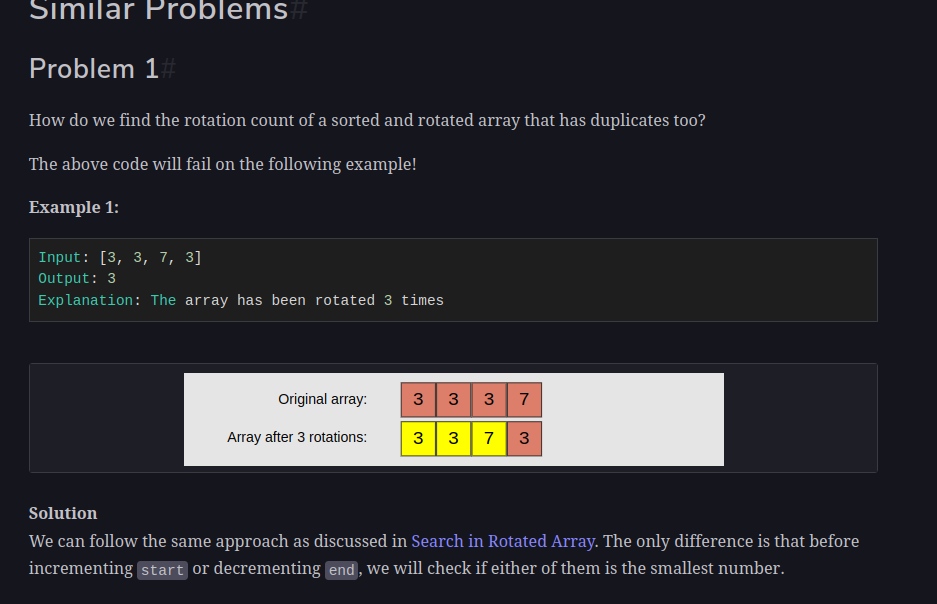 Similar Problems#
Problem 1#
How do we find the rotation count of a sorted and rotated array that has duplicates too?
The above code will fail on the following example!
Example 1:
Input: [3, 3, 7, 3]
Output: 3
Explanation: The array has been rotated 3 times
Original array: 3 3 3 7
Array after 3 rotations: 3 3 7 3
Solution
We can follow the same approach as discussed in Search in Rotated Array. The only difference is that before
incrementing start or decrementing end, we will check if either of them is the smallest number.